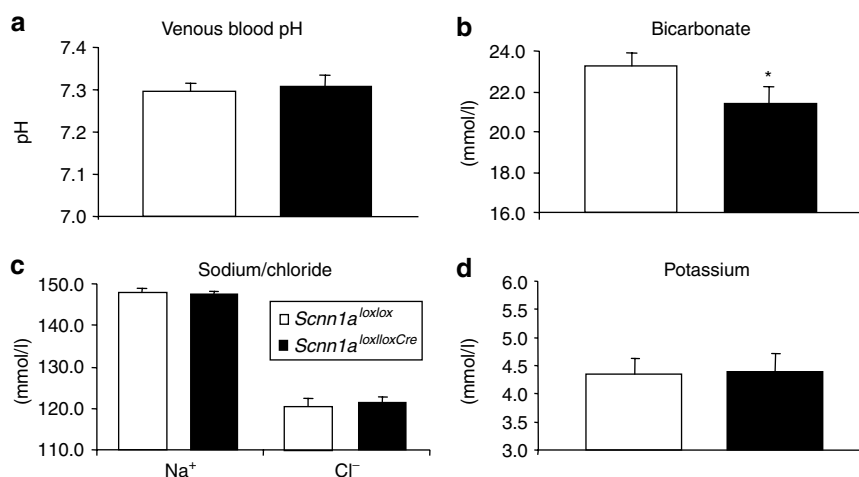 a
Venous blood pH
7.4
7.3
7.2
7.1
7.0
pH
b
Bicarbonate
24.0
22.0
20.0
18.0
16.0
(mmol/l)
*
c
Sodium/chloride
150.0
140.0
130.0
120.0
110.0
(mmol/l)
Scnn1a^loxlox
Scnn1a^loxlloxCre
Na⁺
Cl⁻
d
Potassium
6.0
5.5
5.0
4.5
4.0
3.5
3.0
(mmol/l)